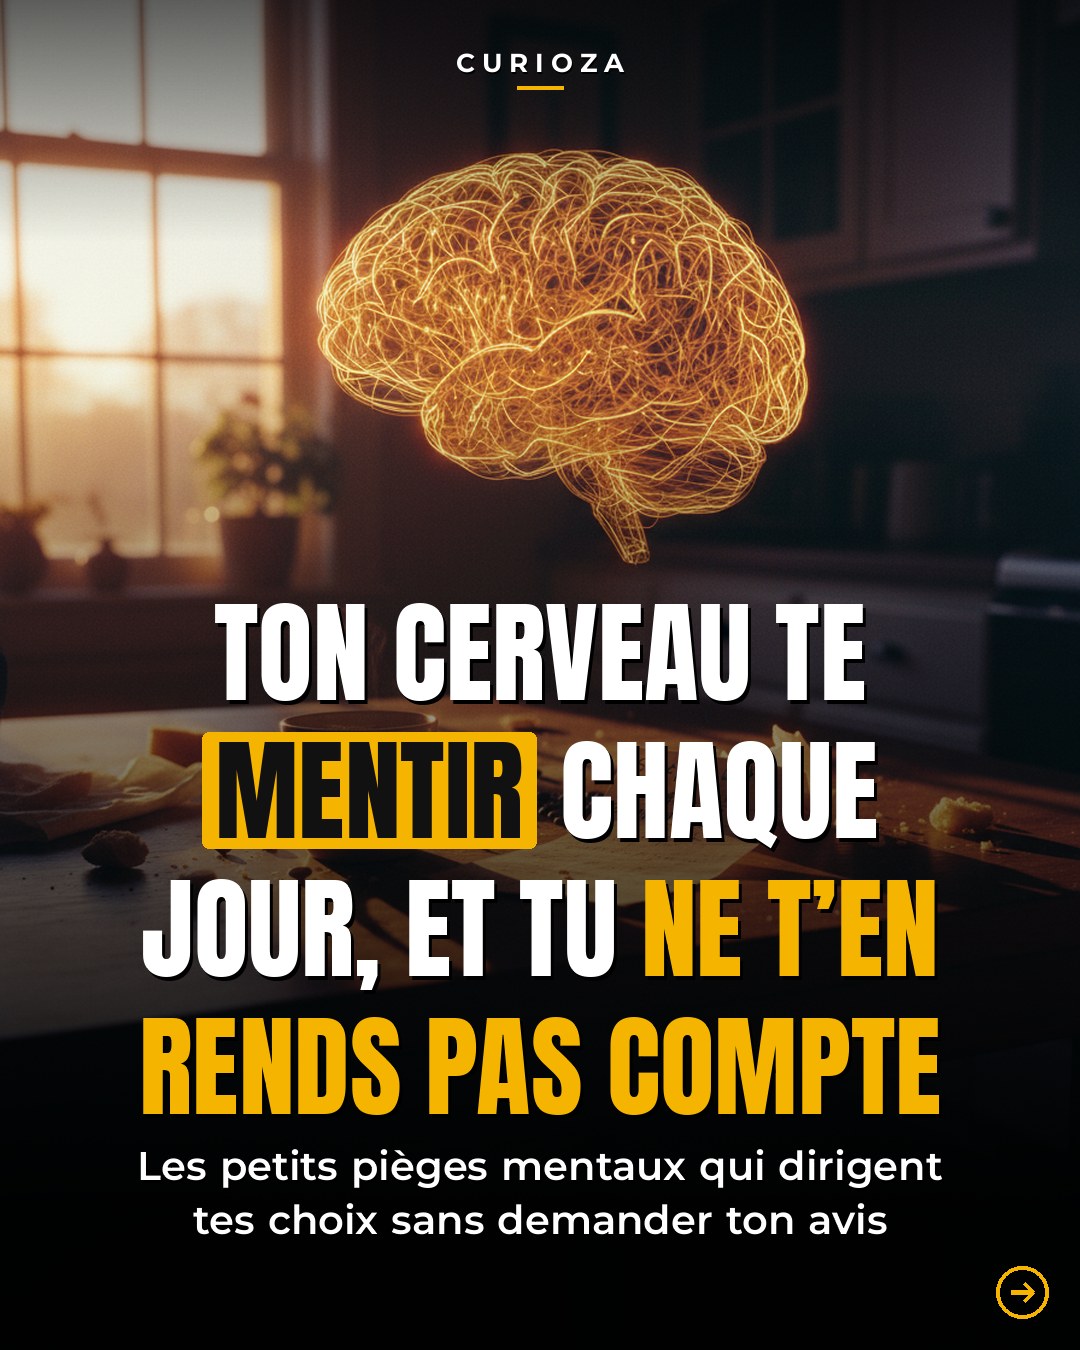 CURIOZA
TON CERVEAU TE
MENTIR CHAQUE
JOUR, ET TU NE T’EN
RENDS PAS COMPTE
Les petits pièges mentaux qui dirigent
tes choix sans demander ton avis